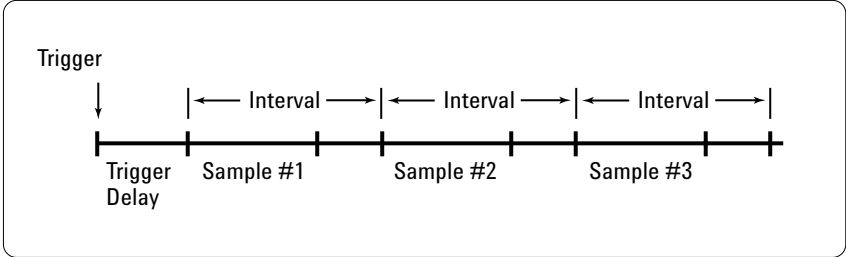 Trigger
Interval Interval Interval
Trigger Sample #1 Sample #2 Sample #3
Delay